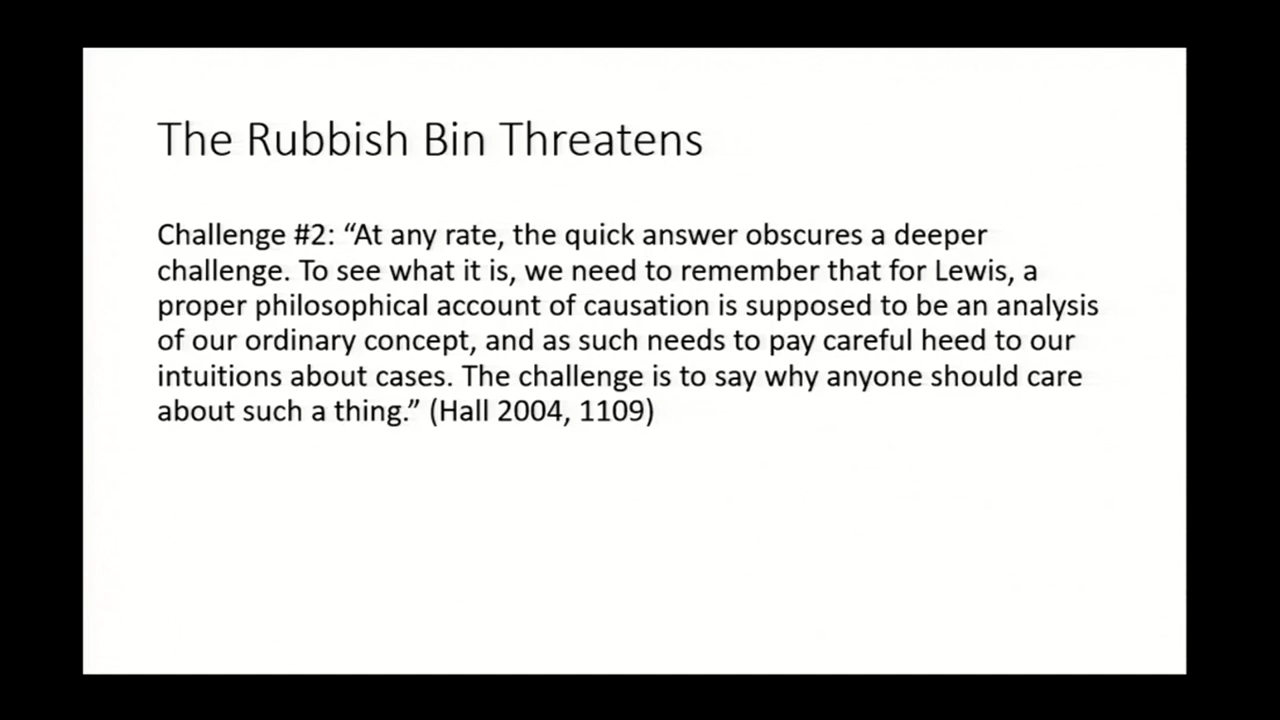 The Rubbish Bin Threatens
Challenge #2: “At any rate, the quick answer obscures a deeper
challenge. To see what it is, we need to remember that for Lewis, a
proper philosophical account of causation is supposed to be an analysis
of our ordinary concept, and as such needs to pay careful heed to our
intuitions about cases. The challenge is to say why anyone should care
about such a thing.” (Hall 2004, 1109)